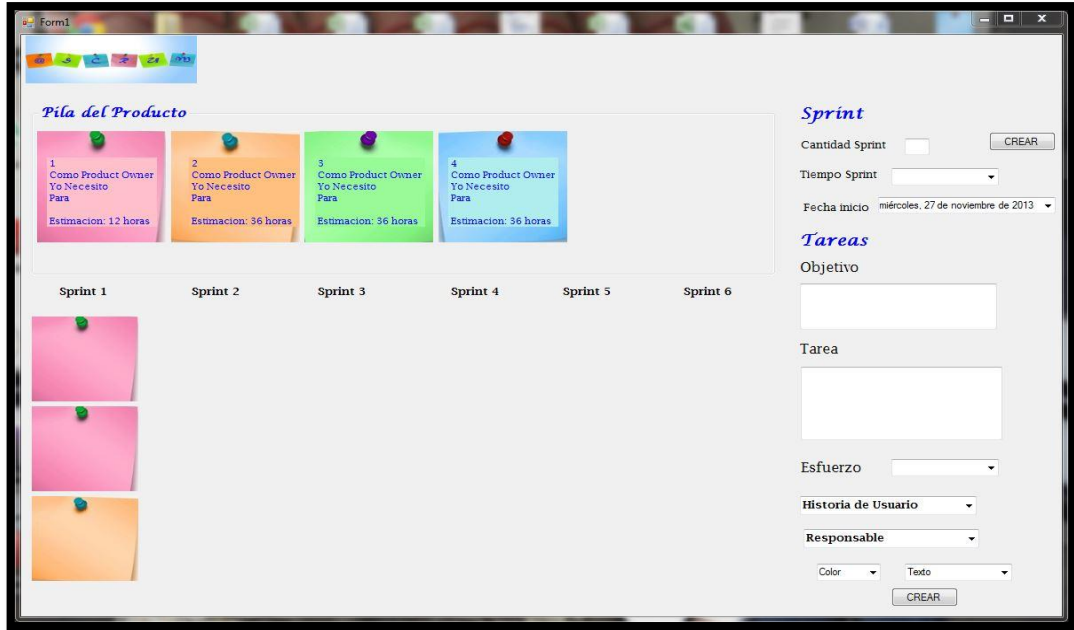 Form1
Pila del Producto
1
Como Product Owner
Yo Necesito
Para
Estimacion: 12 horas
2
Como Product Owner
Yo Necesito
Para
Estimacion: 36 horas
3
Como Product Owner
Yo Necesito
Para
Estimacion: 36 horas
4
Como Product Owner
Yo Necesito
Para
Estimacion: 36 horas
Sprint 1
Sprint 2
Sprint 3
Sprint 4
Sprint 5
Sprint 6
Sprint
Cantidad Sprint
CREAR
Tiempo Sprint
Fecha inicio
miércoles, 27 de noviembre de 2013
Tareas
Objetivo
Tarea
Esfuerzo
Historia de Usuario
Responsable
Color
Texto
CREAR